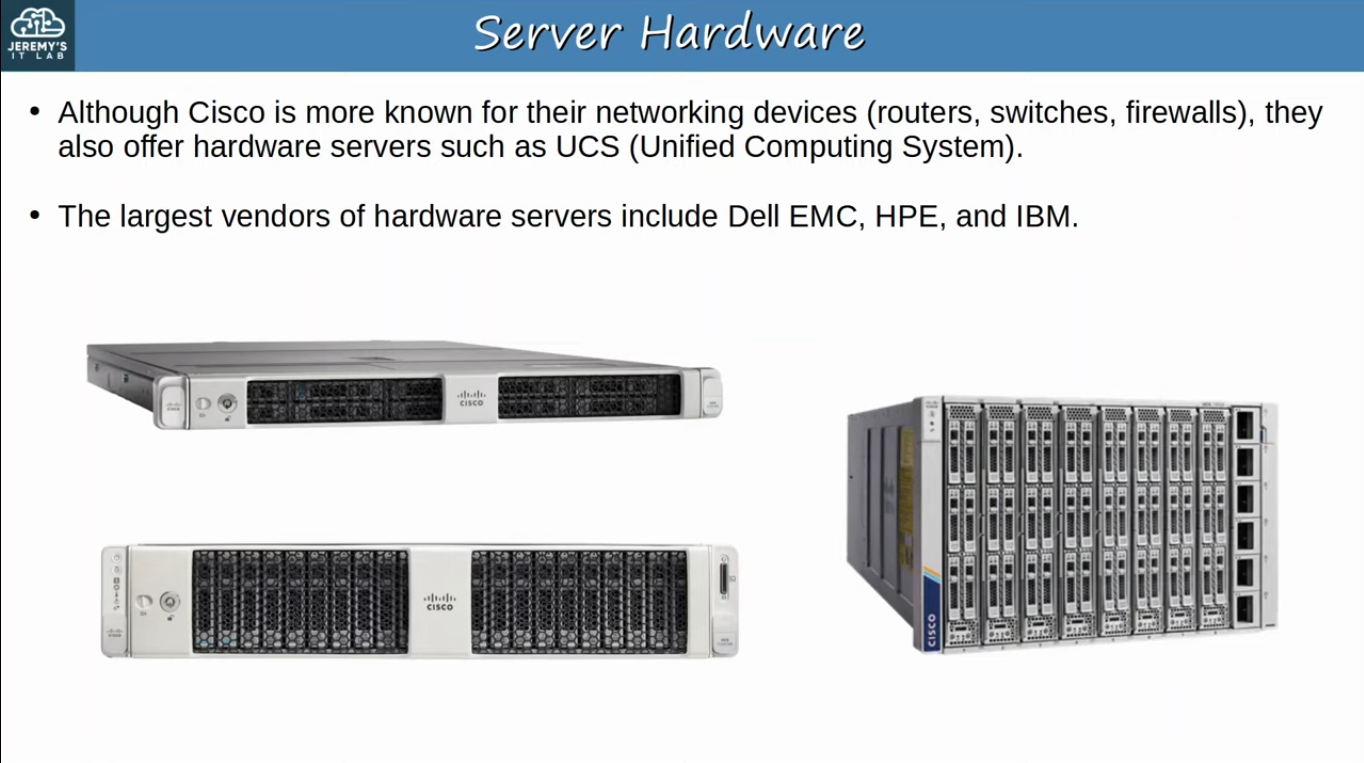 JEREMY'S
IT LAB
Server Hardware
• Although Cisco is more known for their networking devices (routers, switches, firewalls), they
also offer hardware servers such as UCS (Unified Computing System).
• The largest vendors of hardware servers include Dell EMC, HPE, and IBM.
CISCO
CISCO
CISCO